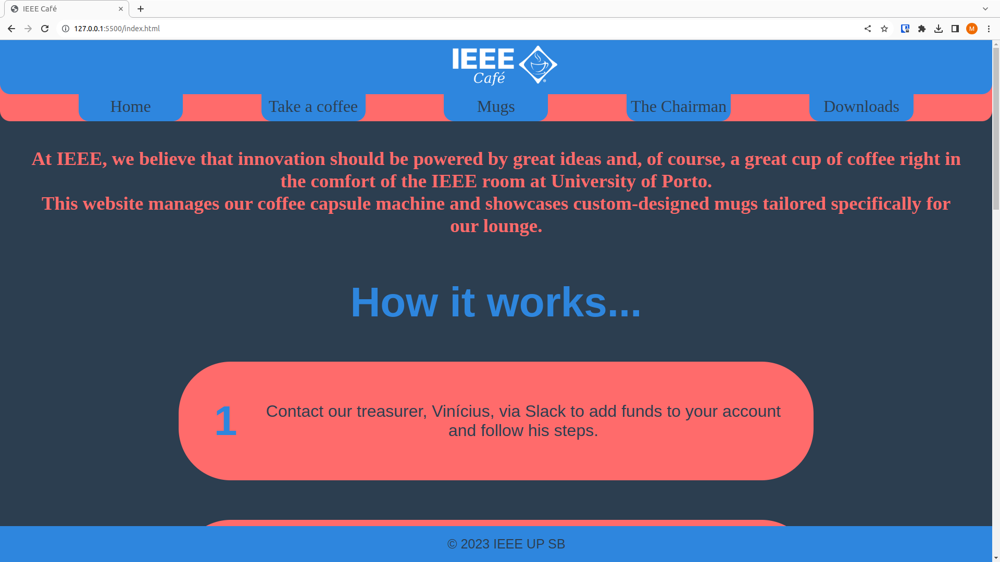 IEEE Café
127.0.0.1:5500/index.html
M
IEEE
Café
®
Home
Take a coffee
Mugs
The Chairman
Downloads
At IEEE, we believe that innovation should be powered by great ideas and, of course, a great cup of coffee right in
the comfort of the IEEE room at University of Porto.
This website manages our coffee capsule machine and showcases custom-designed mugs tailored specifically for
our lounge.
How it works...
1
Contact our treasurer, Vinícius, via Slack to add funds to your account
and follow his steps.
© 2023 IEEE UP SB